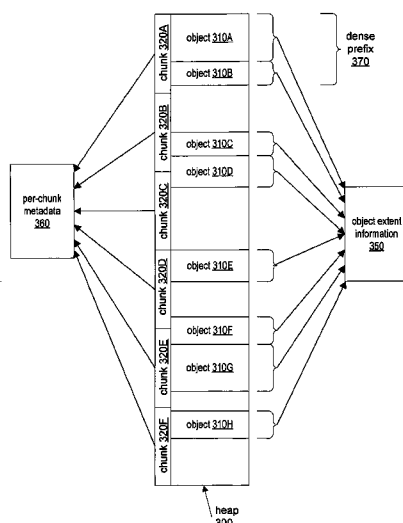 chunk 320A
chunk 320B
chunk 320C
chunk 320D
chunk 320E
chunk 320F
object 310A
object 310B
object 310C
object 310D
object 310E
object 310F
object 310G
object 310H
dense
prefix
370
per-chunk
metadata
360
object extent
information
350
heap
300